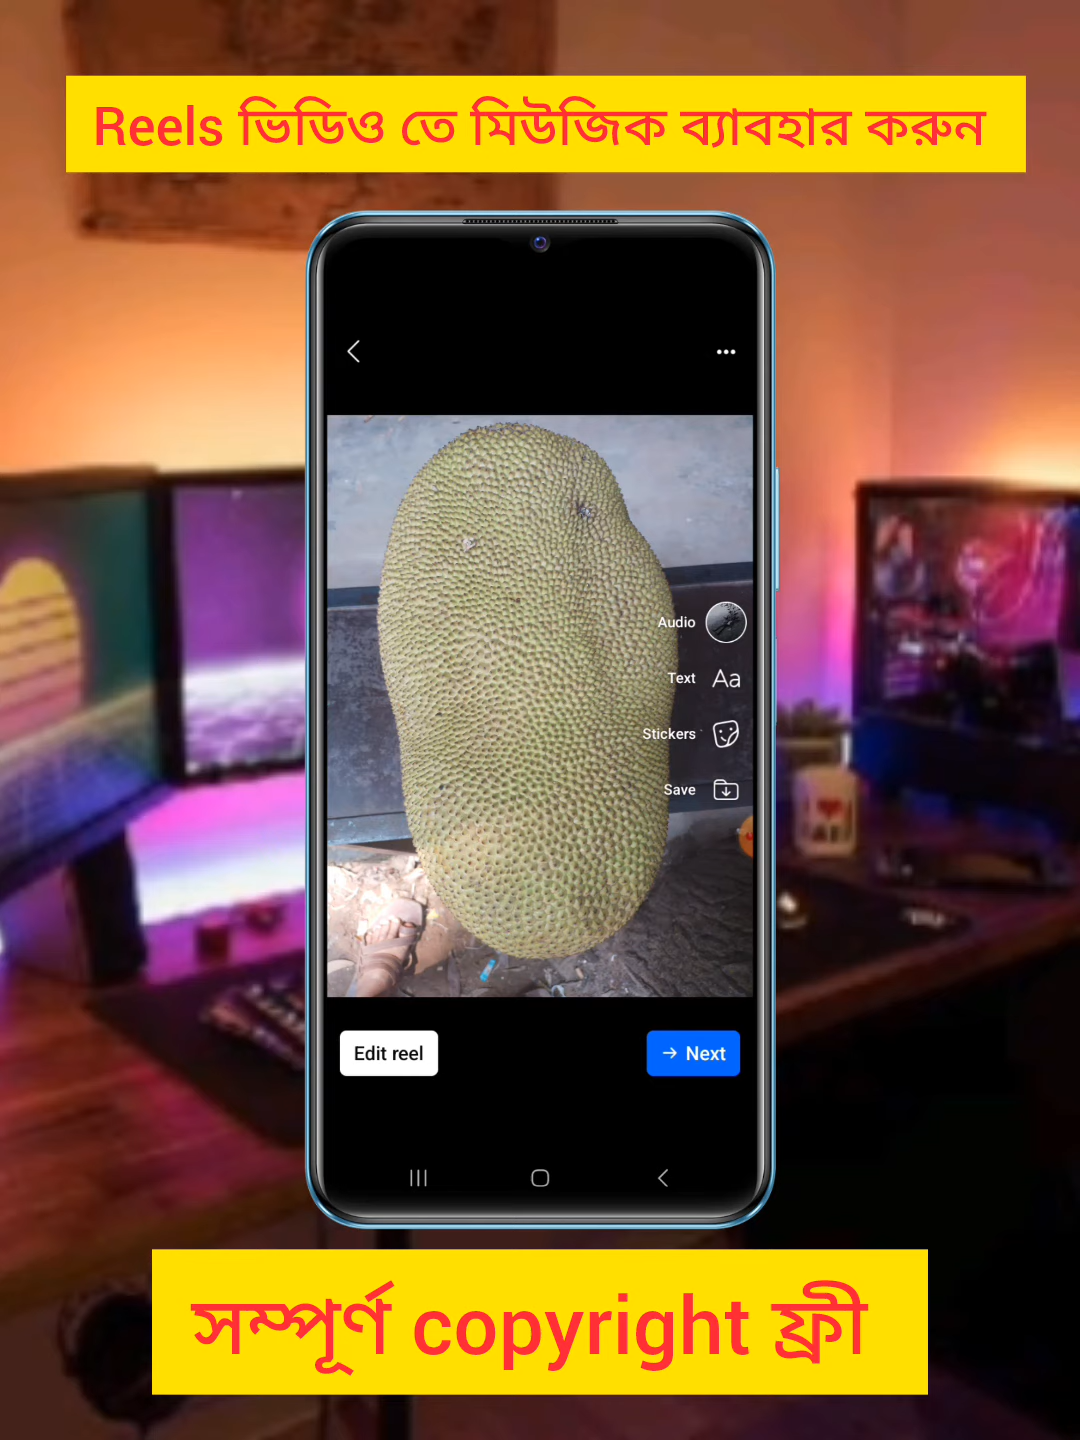 Reels ভিডিও তে মিউজিক ব্যাবহার করুন
Audio
Text Aa
Stickers
Save
Edit reel
→ Next
সম্পূর্ণ copyright ফ্রী